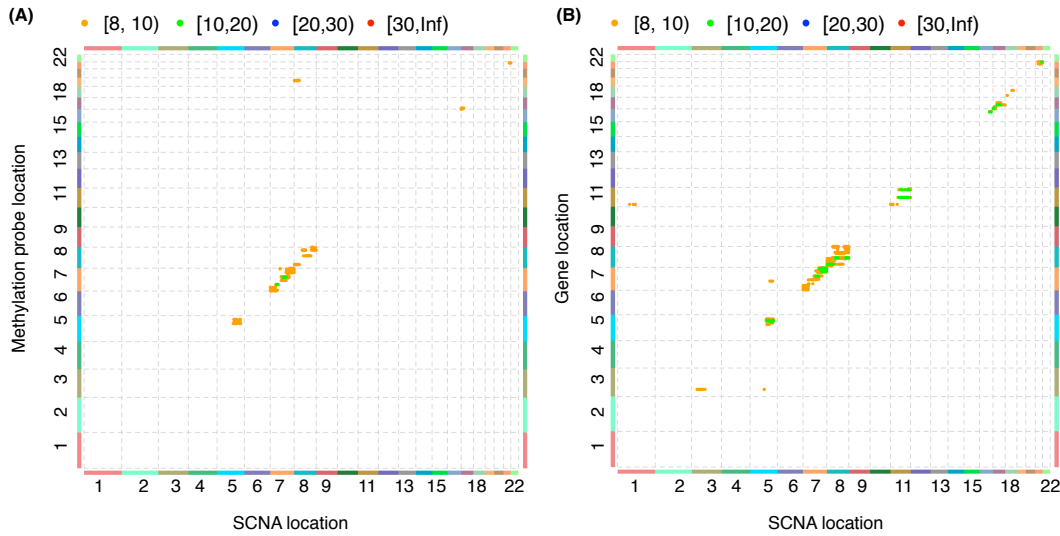 (A)
[8, 10) [10,20) [20,30) [30,Inf)
Methylation probe location
22
18
15
13
11
9
8
7
6
5
4
3
2
1
1 2 3 4 5 6 7 8 9 11 13 15 18 22
SCNA location
(B)
[8, 10) [10,20) [20,30) [30,Inf)
Gene location
22
18
15
13
11
9
8
7
6
5
4
3
2
1
1 2 3 4 5 6 7 8 9 11 13 15 18 22
SCNA location